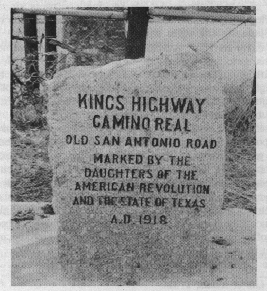 KINGS HIGHWAY
CAMINO REAL
OLD SAN ANTONIO ROAD
MARKED BY THE
DAUGHTERS OF THE
AMERICAN REVOLUTION
AND THE STATE OF TEXAS
A.D. 1918